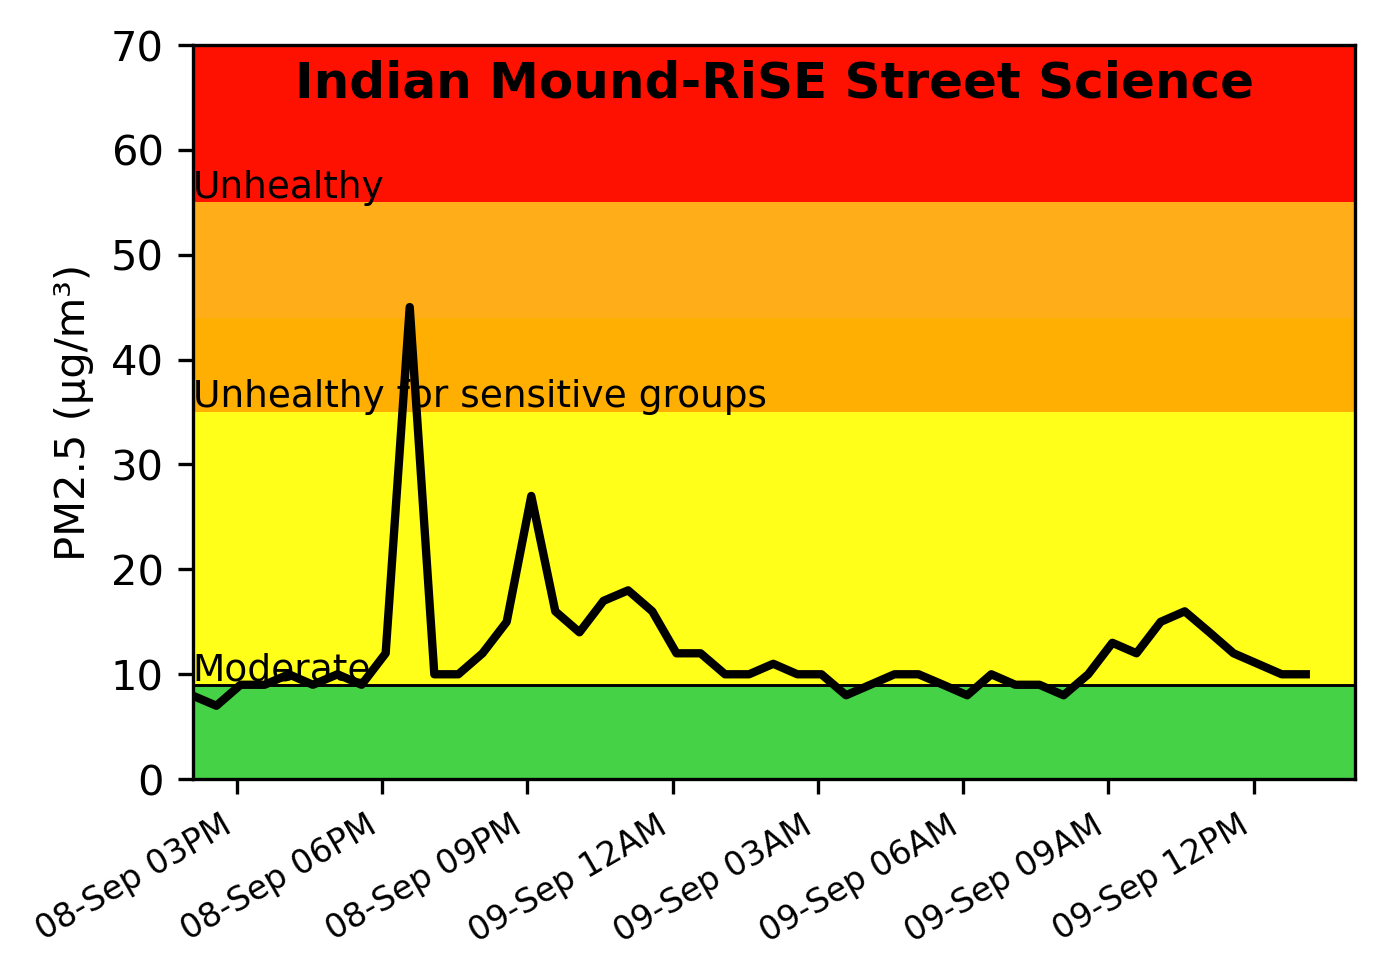 Indian Mound-RiSE Street Science
70
60
50
40
30
20
10
0
PM2.5 (µg/m³)
Unhealthy
Unhealthy for sensitive groups
Moderate
08-Sep 03PM
08-Sep 06PM
08-Sep 09PM
09-Sep 12AM
09-Sep 03AM
09-Sep 06AM
09-Sep 09AM
09-Sep 12PM